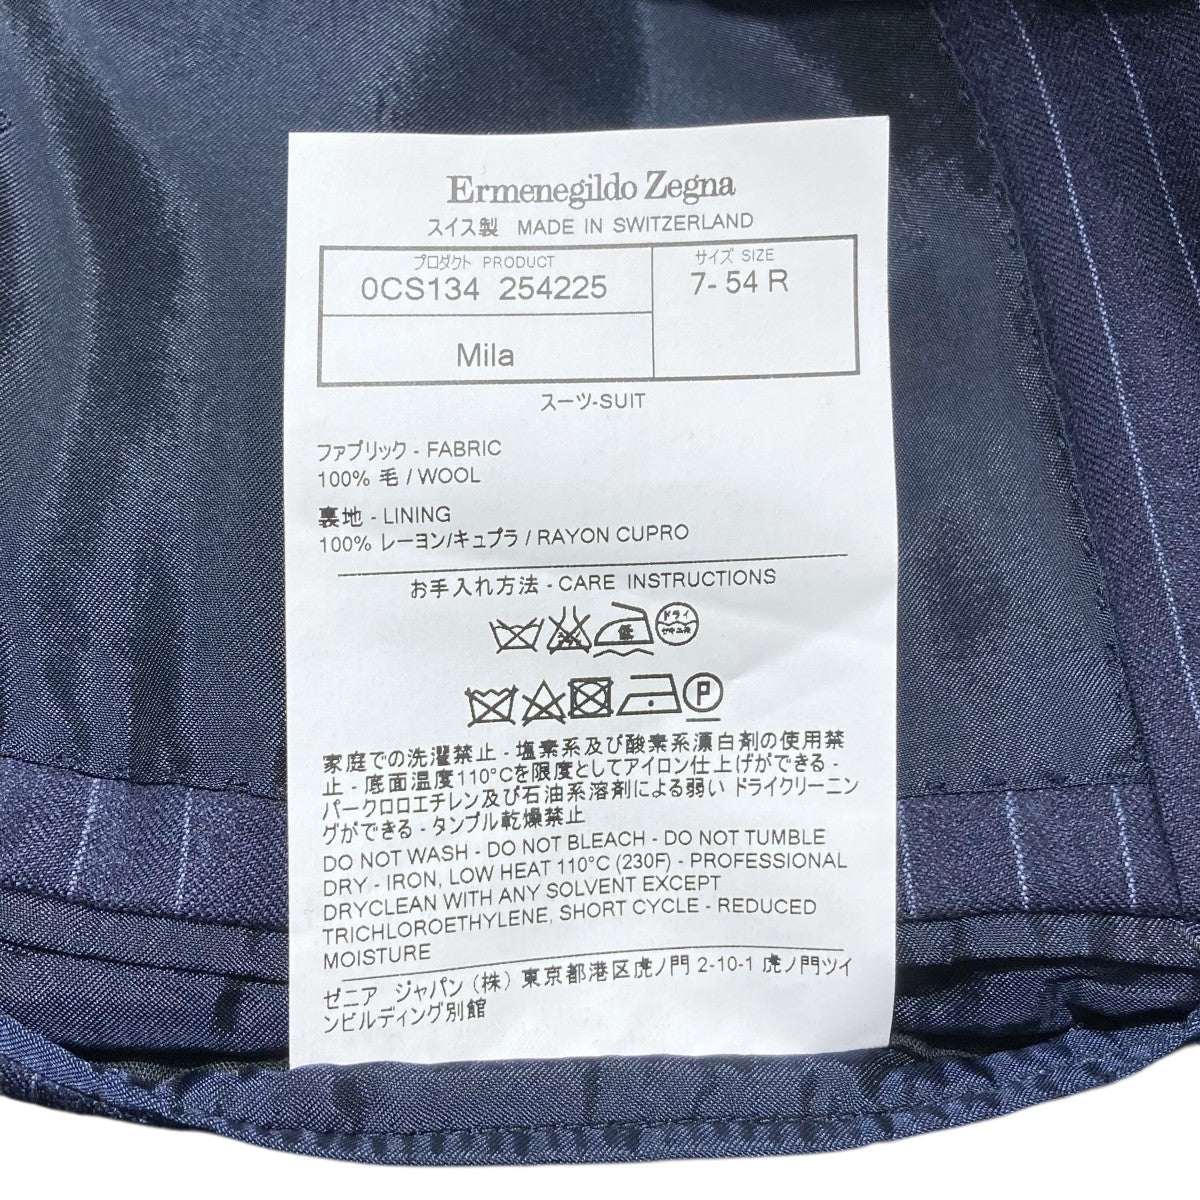 Ermenegildo Zegna
スイス製 MADE IN SWITZERLAND
プロダクト PRODUCT
サイズ SIZE
0CS134 254225
7- 54 R
Mila
スーツ-SUIT
ファブリック - FABRIC
100% 毛 / WOOL
裏地 - LINING
100% レーヨン/キュプラ / RAYON CUPRO
お手入れ方法 - CARE INSTRUCTIONS
低 ドライ
P
家庭での洗濯禁止 - 塩素系及び酸素系漂白剤の使用禁
止 - 底面温度110°Cを限度としてアイロン仕上げができる -
パークロロエチレン及び石油系溶剤による弱い ドライクリーニン
グができる - タンブル乾燥禁止
DO NOT WASH - DO NOT BLEACH - DO NOT TUMBLE
DRY - IRON, LOW HEAT 110°C (230F) - PROFESSIONAL
DRYCLEAN WITH ANY SOLVENT EXCEPT
TRICHLOROETHYLENE, SHORT CYCLE - REDUCED
MOISTURE
ゼニア ジャパン (株) 東京都港区虎ノ門 2-10-1 虎ノ門ツイ
ンビルディング別館